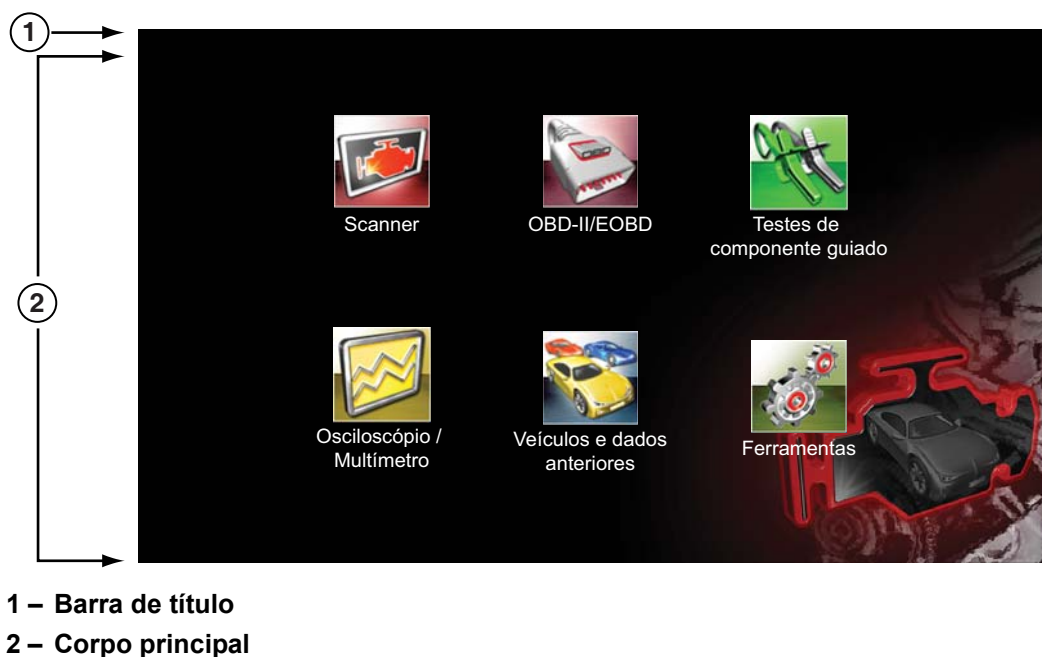 1
Scanner
OBD-II/EOBD
Testes de
componente guiado
2
Osciloscópio /
Multímetro
Veículos e dados
anteriores
Ferramentas
1 – Barra de título
2 – Corpo principal